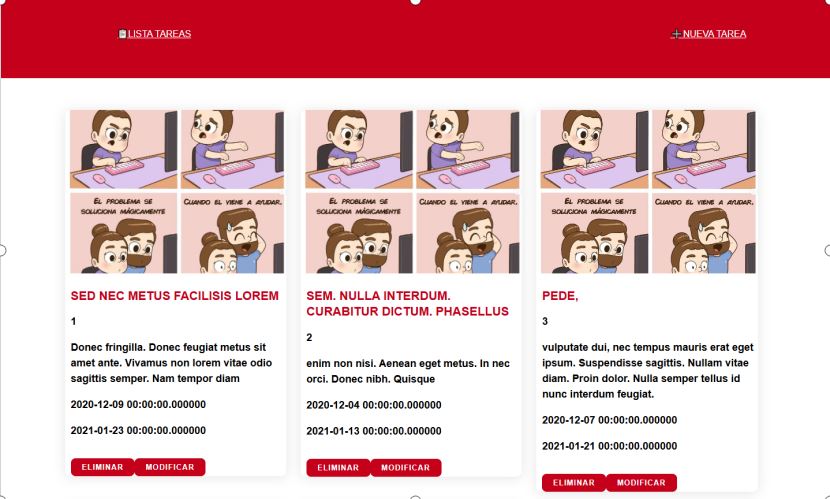 LISTA TAREAS
NUEVA TAREA
EL PROBLEMA SE
SOLUCIONA MÁGICAMENTE
CUANDO EL VIENE A AYUDAR.
SED NEC METUS FACILISIS LOREM
1
Donec fringilla. Donec feugiat metus sit
amet ante. Vivamus non lorem vitae odio
sagittis semper. Nam tempor diam
2020-12-09 00:00:00.000000
2021-01-23 00:00:00.000000
ELIMINAR
MODIFICAR
EL PROBLEMA SE
SOLUCIONA MÁGICAMENTE
CUANDO EL VIENE A AYUDAR.
SEM. NULLA INTERDUM.
CURABITUR DICTUM. PHASELLUS
2
enim non nisi. Aenean eget metus. In nec
orci. Donec nibh. Quisque
2020-12-04 00:00:00.000000
2021-01-13 00:00:00.000000
ELIMINAR
MODIFICAR
EL PROBLEMA SE
SOLUCIONA MÁGICAMENTE
CUANDO EL VIENE A AYUDAR.
PEDE,
3
vulputate dui, nec tempus mauris erat eget
ipsum. Suspendisse sagittis. Nullam vitae
diam. Proin dolor. Nulla semper tellus id
nunc interdum feugiat.
2020-12-07 00:00:00.000000
2021-01-21 00:00:00.000000
ELIMINAR
MODIFICAR